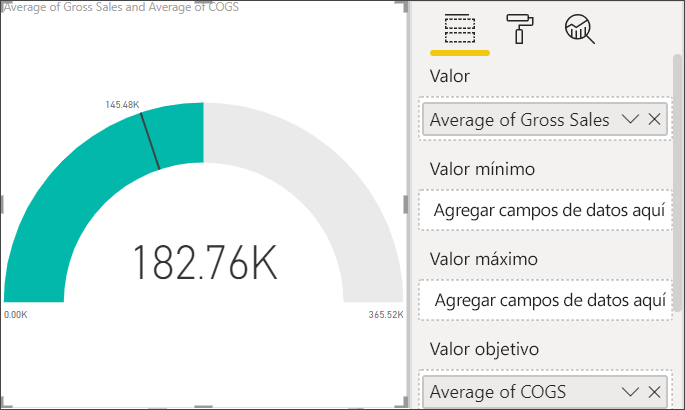 Average of Gross Sales and Average of COGS
145.48K
182.76K
0.00K
365.52K
Valor
Average of Gross Sales
Valor mínimo
Agregar campos de datos aquí
Valor máximo
Agregar campos de datos aquí
Valor objetivo
Average of COGS